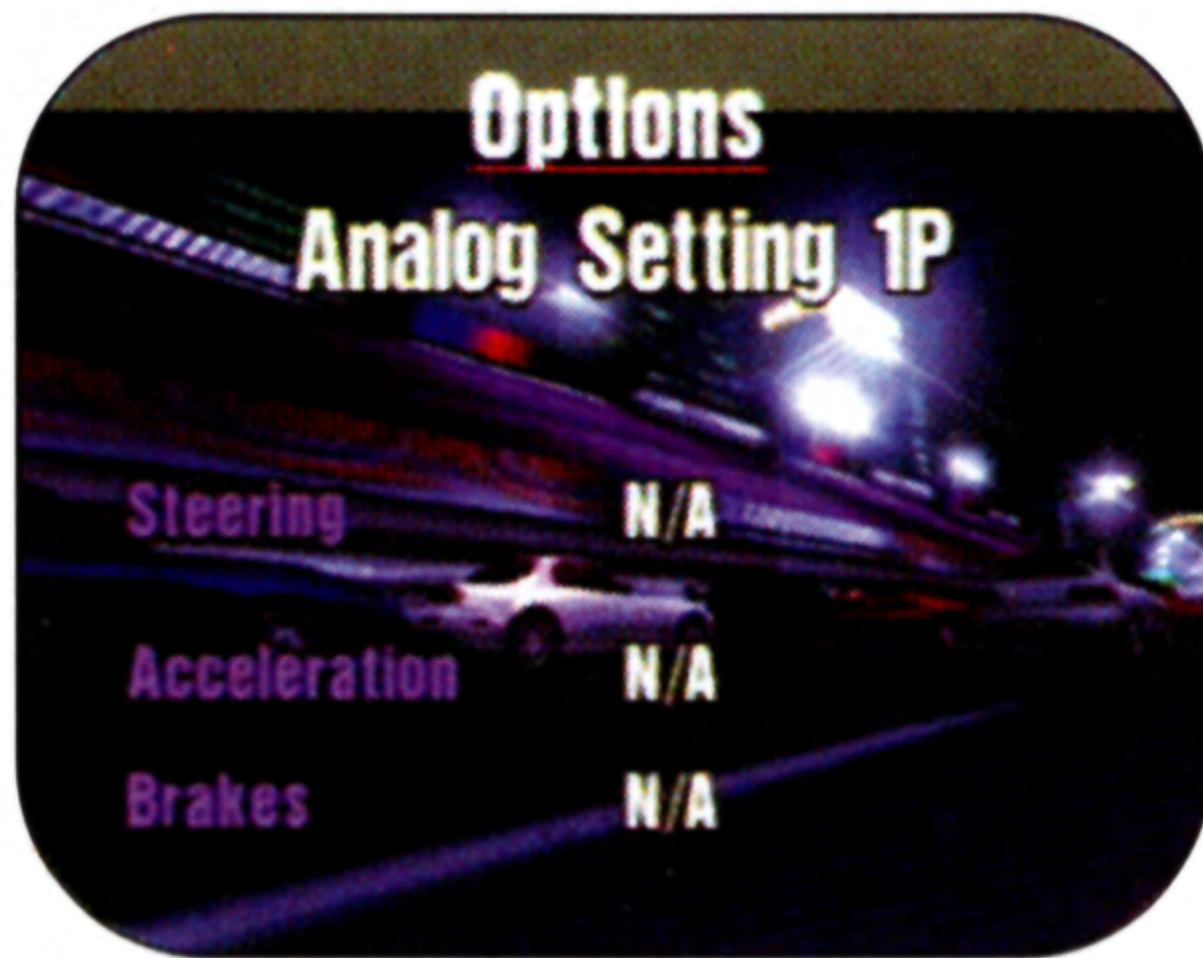 Options
Analog Setting 1P
Steering N/A
Acceleration N/A
Brakes N/A